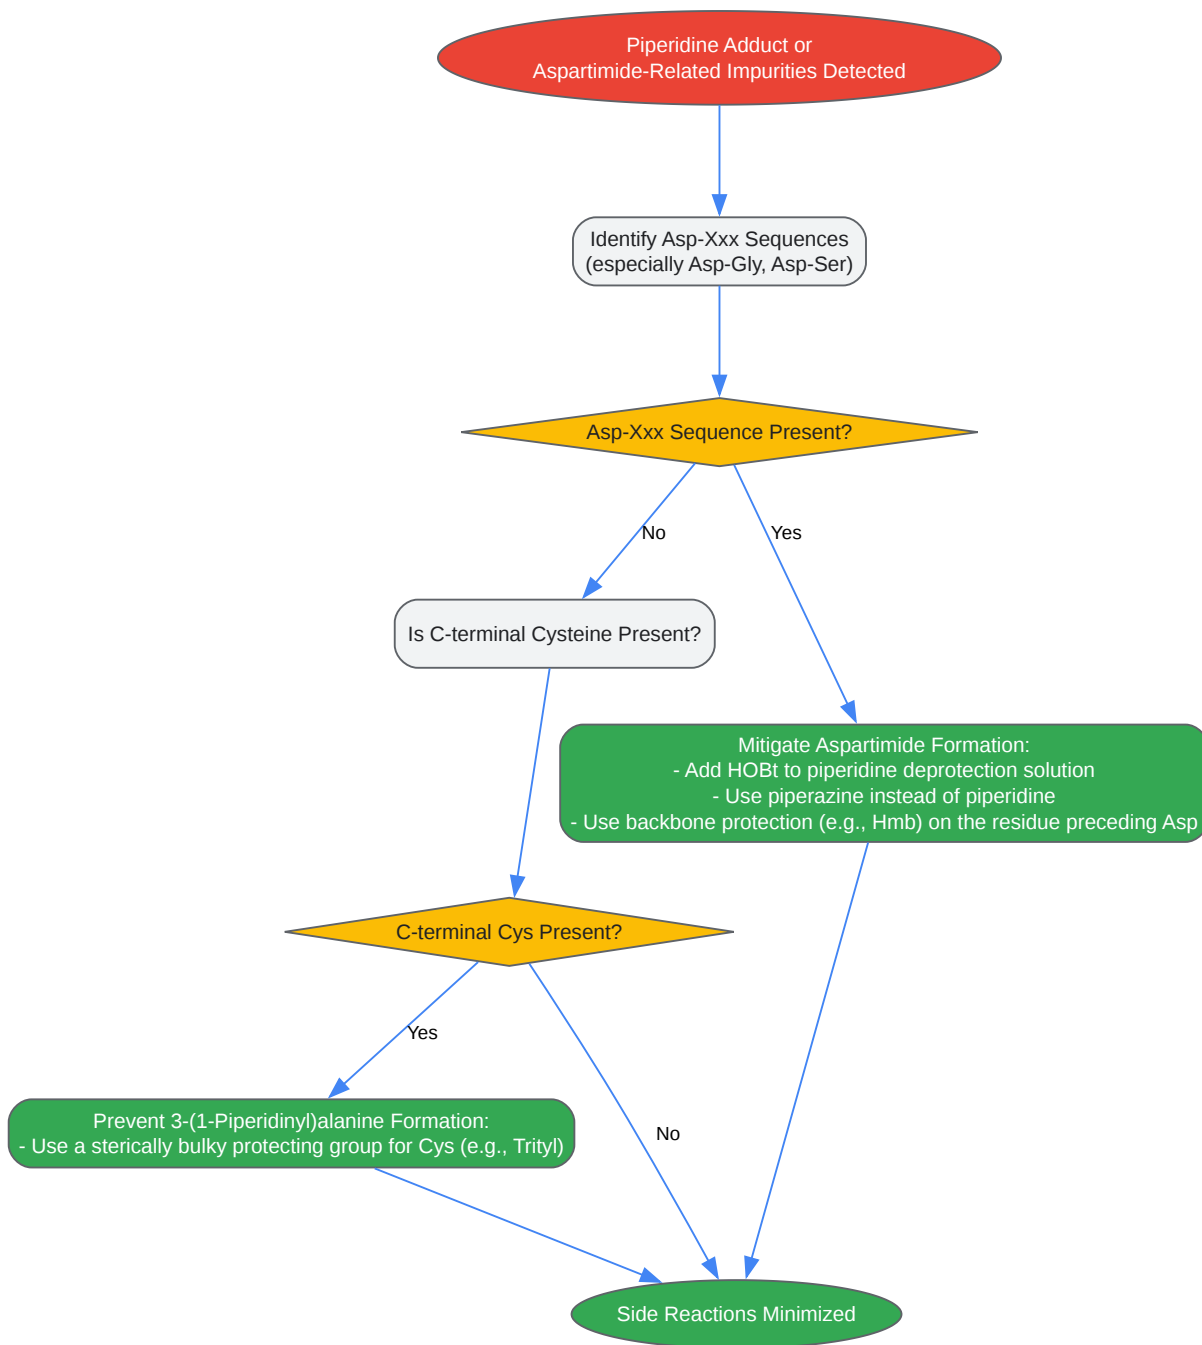 Piperidine Adduct or
Aspartimide-Related Impurities Detected
Identify Asp-Xxx Sequences
(especially Asp-Gly, Asp-Ser)
Asp-Xxx Sequence Present?
No
Yes
Is C-terminal Cysteine Present?
Mitigate Aspartimide Formation:
- Add HOBt to piperidine deprotection solution
- Use piperazine instead of piperidine
- Use backbone protection (e.g., Hmb) on the residue preceding Asp
C-terminal Cys Present?
Yes
No
Prevent 3-(1-Piperidinyl)alanine Formation:
- Use a sterically bulky protecting group for Cys (e.g., Trityl)
Side Reactions Minimized